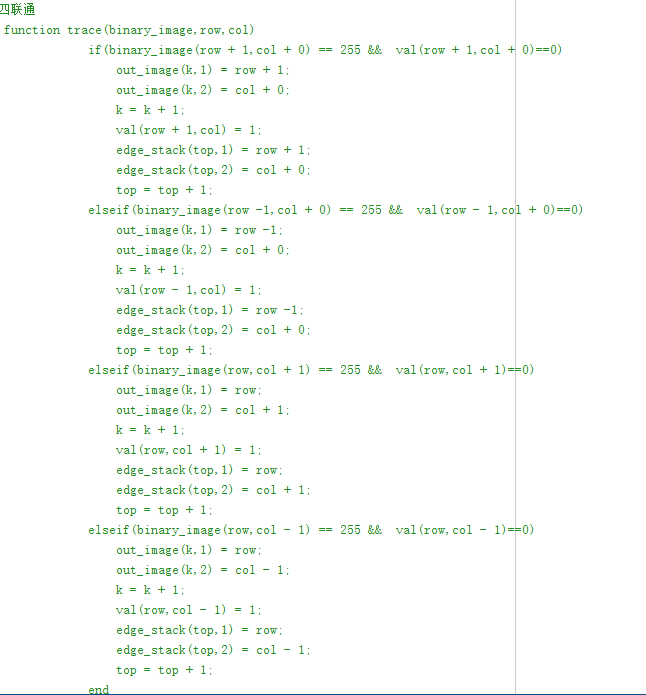 四联通
function trace(binary_image,row,col)
if(binary_image(row + 1,col + 0) == 255 && val(row + 1,col + 0)==0)
out_image(k,1) = row + 1;
out_image(k,2) = col + 0;
k = k + 1;
val(row + 1,col) = 1;
edge_stack(top,1) = row + 1;
edge_stack(top,2) = col + 0;
top = top + 1;
elseif(binary_image(row -1,col + 0) == 255 && val(row - 1,col + 0)==0)
out_image(k,1) = row -1;
out_image(k,2) = col + 0;
k = k + 1;
val(row - 1,col) = 1;
edge_stack(top,1) = row -1;
edge_stack(top,2) = col + 0;
top = top + 1;
elseif(binary_image(row,col + 1) == 255 && val(row,col + 1)==0)
out_image(k,1) = row;
out_image(k,2) = col + 1;
k = k + 1;
val(row,col + 1) = 1;
edge_stack(top,1) = row;
edge_stack(top,2) = col + 1;
top = top + 1;
elseif(binary_image(row,col - 1) == 255 && val(row,col - 1)==0)
out_image(k,1) = row;
out_image(k,2) = col - 1;
k = k + 1;
val(row,col - 1) = 1;
edge_stack(top,1) = row;
edge_stack(top,2) = col - 1;
top = top + 1;
end